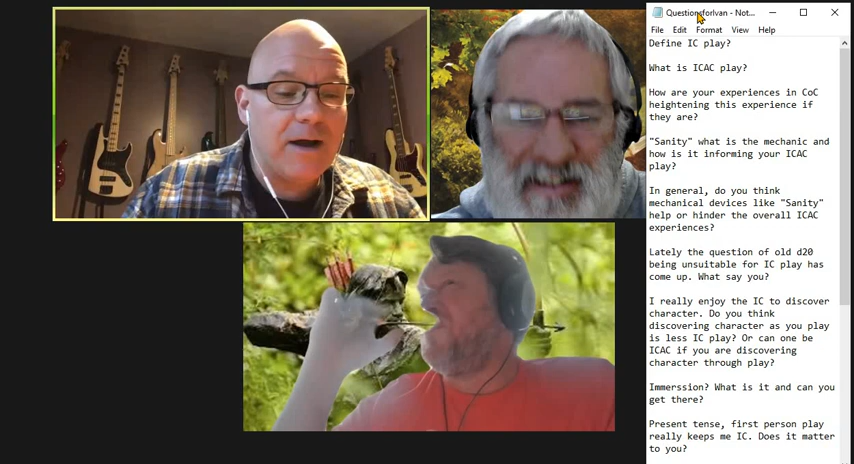 QuestionsforIvan - Not...
File Edit Format View Help
Define IC play?
What is ICAC play?
How are your experiences in CoC
heightening this experience if
they are?
"Sanity" what is the mechanic and
how is it informing your ICAC
play?
In general, do you think
mechanical devices like "Sanity"
help or hinder the overall ICAC
experiences?
Lately the question of old d20
being unsuitable for IC play has
come up. What say you?
I really enjoy the IC to discover
character. Do you think
discovering character as you play
is less IC play? Or can one be
ICAC if you are discovering
character through play?
Immerssion? What is it and can you
get there?
Present tense, first person play
really keeps me IC. Does it matter
to you?